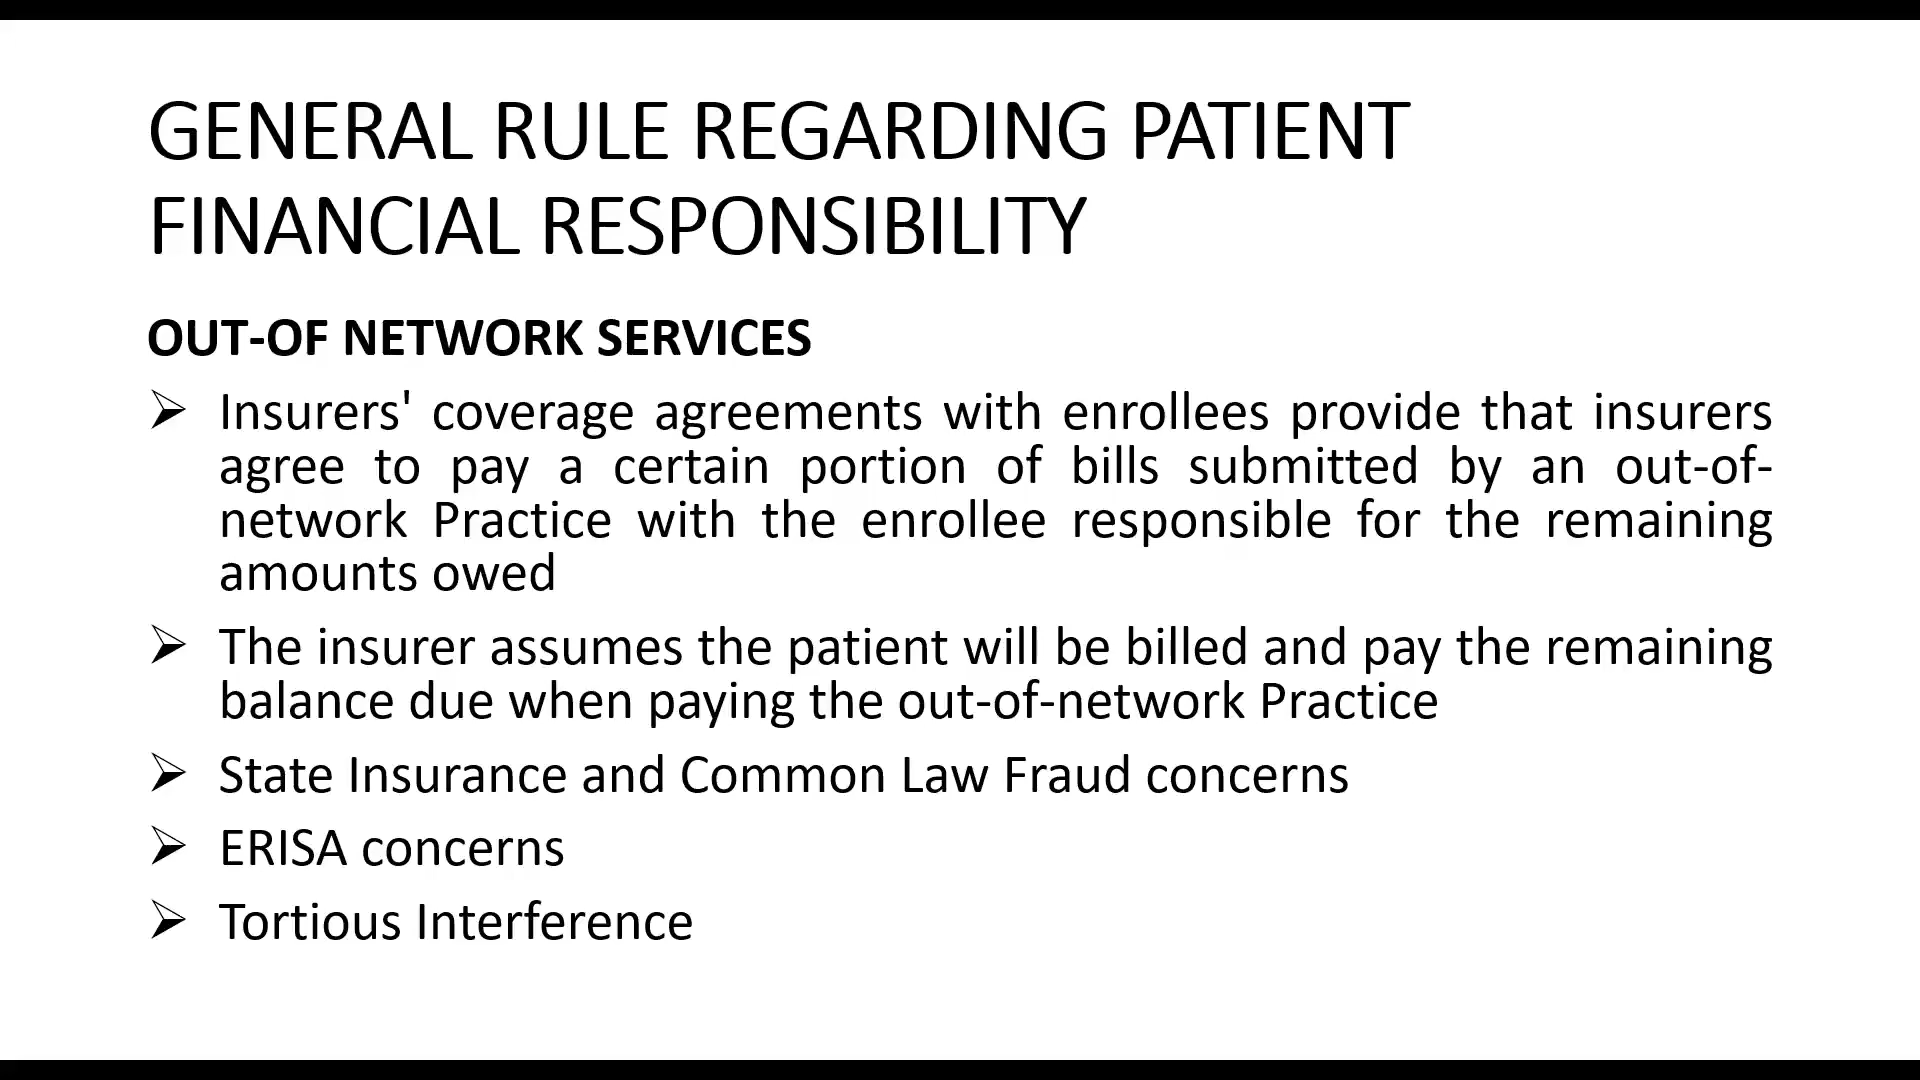 GENERAL RULE REGARDING PATIENT
FINANCIAL RESPONSIBILITY
OUT-OF NETWORK SERVICES
Insurers' coverage agreements with enrollees provide that insurers
agree to pay a certain portion of bills submitted by an out-of-
network Practice with the enrollee responsible for the remaining
amounts owed
The insurer assumes the patient will be billed and pay the remaining
balance due when paying the out-of-network Practice
State Insurance and Common Law Fraud concerns
ERISA concerns
Tortious Interference